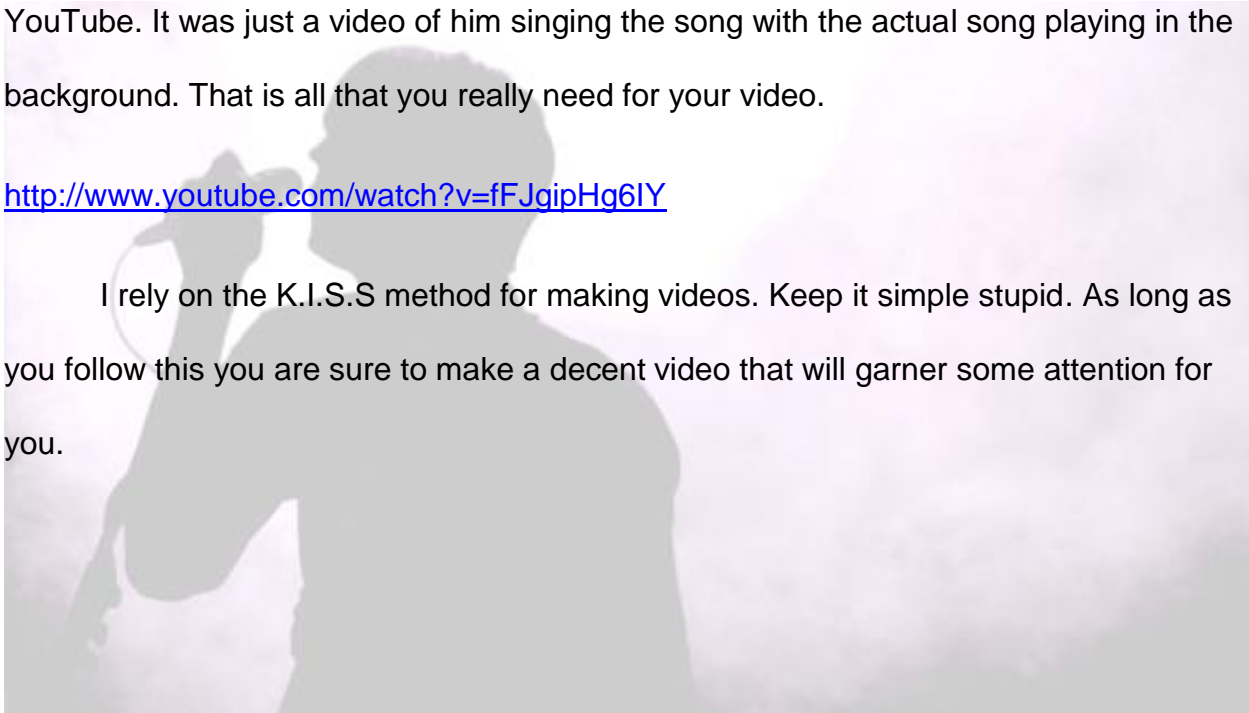 YouTube. It was just a video of him singing the song with the actual song playing in the
background. That is all that you really need for your video.
http://www.youtube.com/watch?v=fFJgipHg6IY
I rely on the K.I.S.S method for making videos. Keep it simple stupid. As long as
you follow this you are sure to make a decent video that will garner some attention for
you.